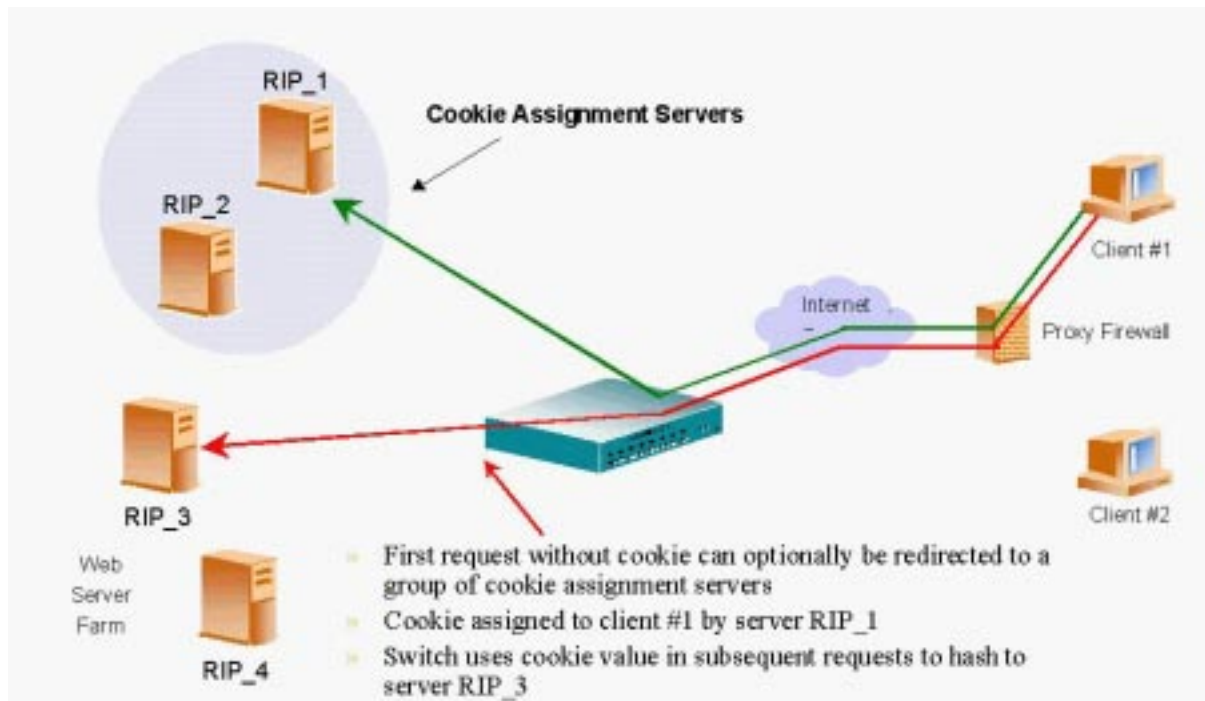 RIP_1
Cookie Assignment Servers
RIP_2
Client #1
Internet
Proxy Firewall
RIP_3
Client #2
Web
Server
Farm
RIP_4
» First request without cookie can optionally be redirected to a
group of cookie assignment servers
» Cookie assigned to client #1 by server RIP_1
» Switch uses cookie value in subsequent requests to hash to
server RIP_3